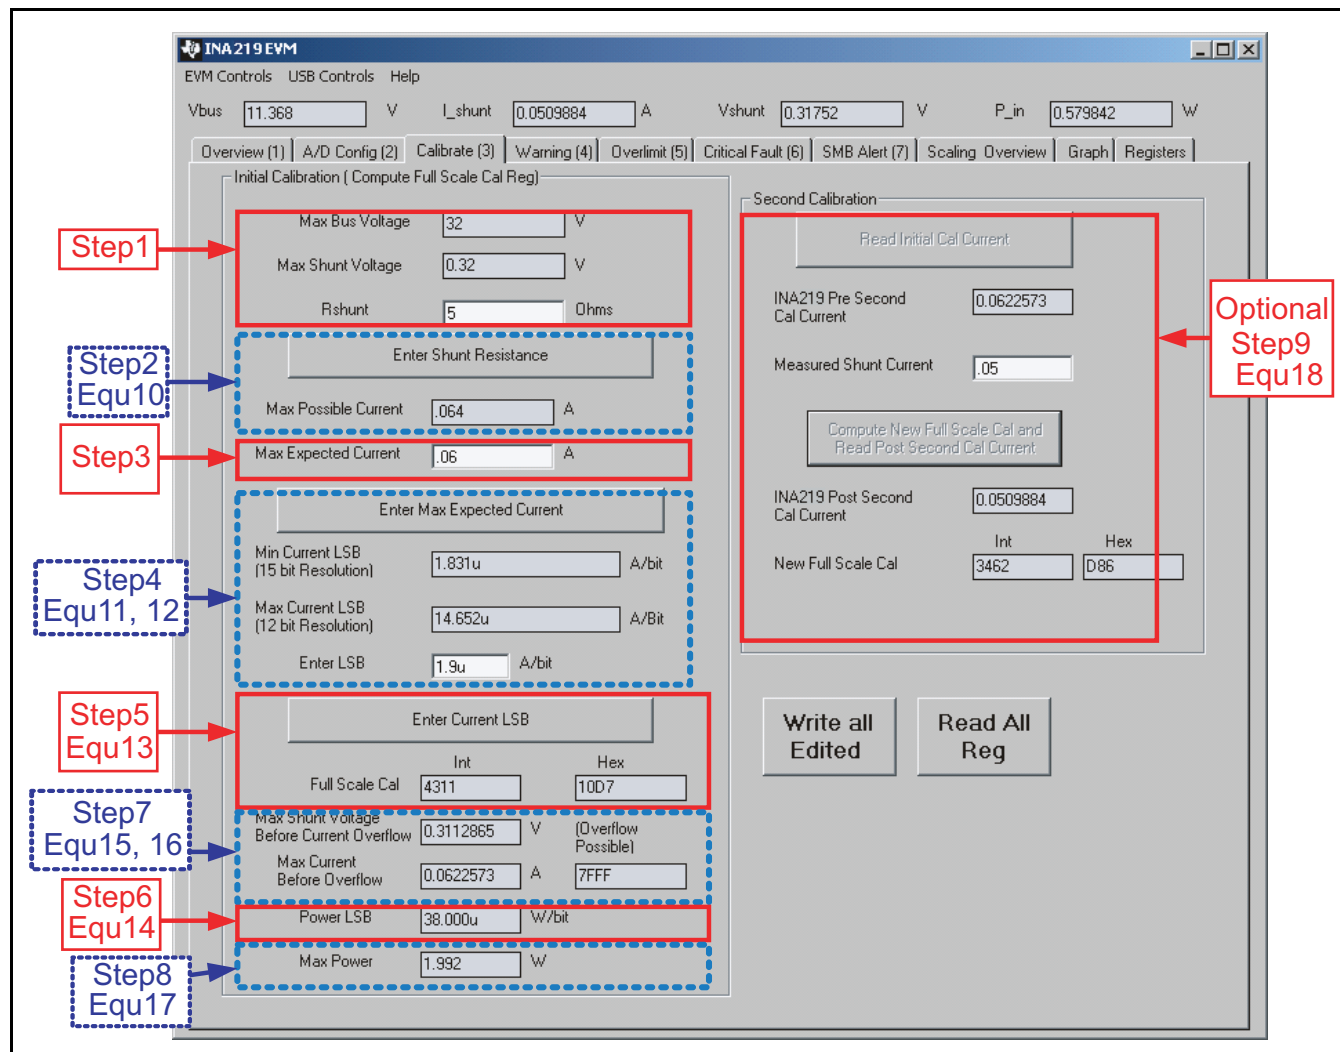 INA219 EVM
EVM Controls USB Controls Help
Vbus 11.368 V I_shunt 0.0509884 A Vshunt 0.31752 V P_in 0.579842 W
Overview (1) A/D Config (2) Calibrate (3) Warning (4) Overlimit (5) Critical Fault (6) SMB Alert (7) Scaling Overview Graph Registers
Initial Calibration ( Compute Full Scale Cal Reg)
Step1
Max Bus Voltage 32 V
Max Shunt Voltage 0.32 V
Rshunt 5 Ohms
Step2
Equ10
Enter Shunt Resistance
Max Possible Current .064 A
Step3
Max Expected Current .06 A
Enter Max Expected Current
Step4
Equ11, 12
Min Current LSB
(15 bit Resolution)
1.831u A/bit
Max Current LSB
(12 bit Resolution)
14.652u A/Bit
Enter LSB 1.9u A/bit
Step5
Equ13
Enter Current LSB
Int Hex
Full Scale Cal 4311 10D7
Step7
Equ15, 16
Max Shunt Voltage
Before Current Overflow
0.3112865 V
(Overflow
Possible)
Max Current
Before Overflow
0.0622573 A 7FFF
Step6
Equ14
Power LSB 38.000u W/bit
Step8
Equ17
Max Power 1.992 W
Second Calibration
Read Initial Cal Current
INA219 Pre Second
Cal Current
0.0622573
Optional
Step9
Equ18
Measured Shunt Current .05
Compute New Full Scale Cal and
Read Post Second Cal Current
INA219 Post Second
Cal Current
0.0509884
Int Hex
New Full Scale Cal 3462 D86
Write all
Edited
Read All
Reg